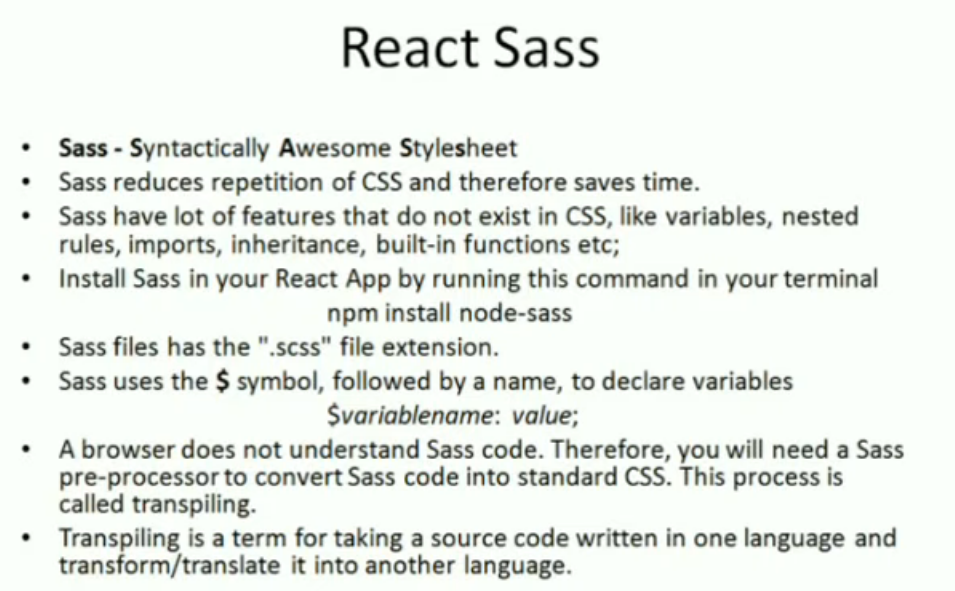 React Sass
• Sass - Syntactically Awesome Stylesheet
• Sass reduces repetition of CSS and therefore saves time.
• Sass have lot of features that do not exist in CSS, like variables, nested
rules, imports, inheritance, built-in functions etc;
• Install Sass in your React App by running this command in your terminal
npm install node-sass
• Sass files has the ".scss" file extension.
• Sass uses the $ symbol, followed by a name, to declare variables
$variablename: value;
• A browser does not understand Sass code. Therefore, you will need a Sass
pre-processor to convert Sass code into standard CSS. This process is
called transpiling.
• Transpiling is a term for taking a source code written in one language and
transform/translate it into another language.